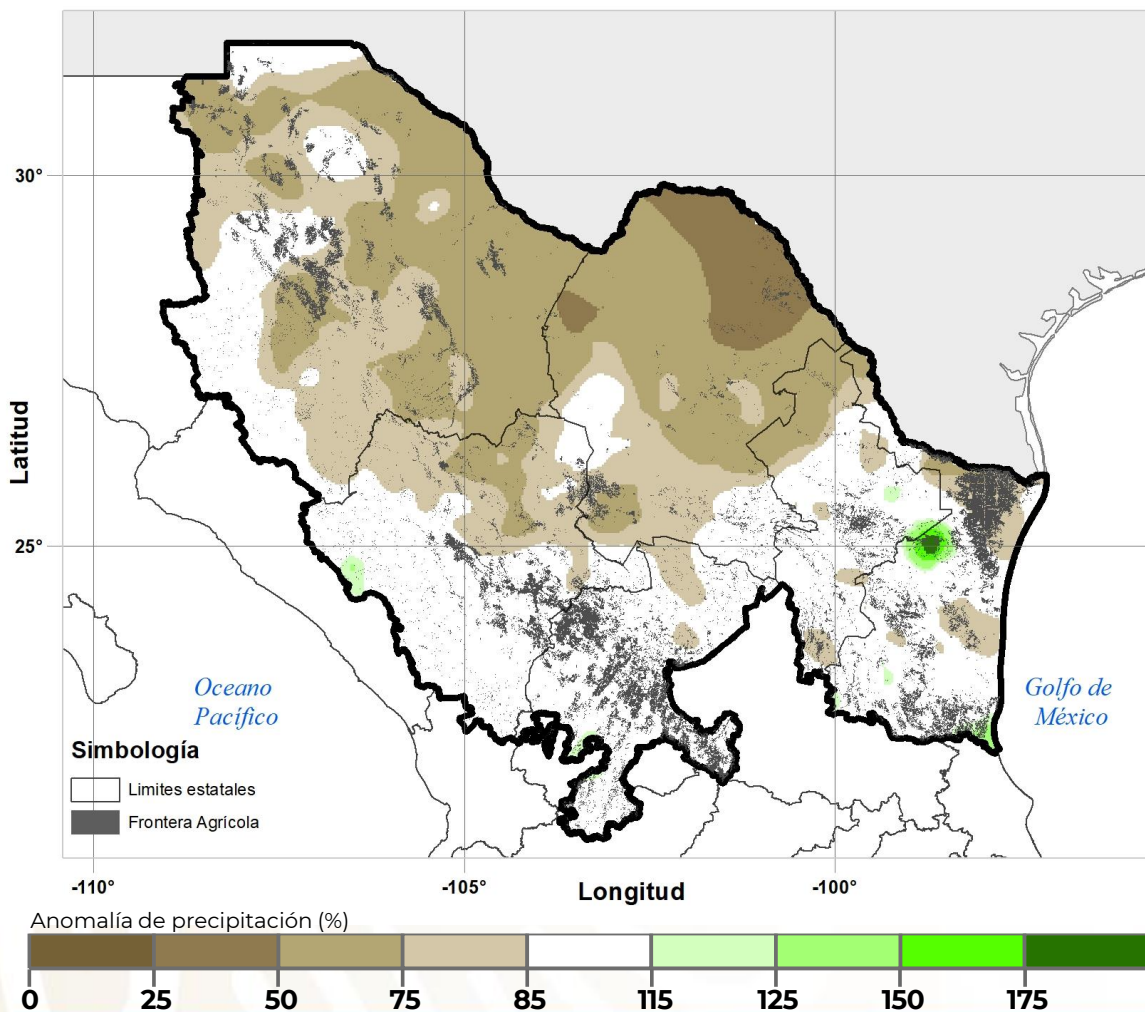 30°
25°
Latitud
Oceano
Pacífico
Golfo de
México
Simbología
Limites estatales
Frontera Agrícola
-110°
-105°
Longitud
-100°
Anomalía de precipitación (%)
0 25 50 75 85 115 125 150 175